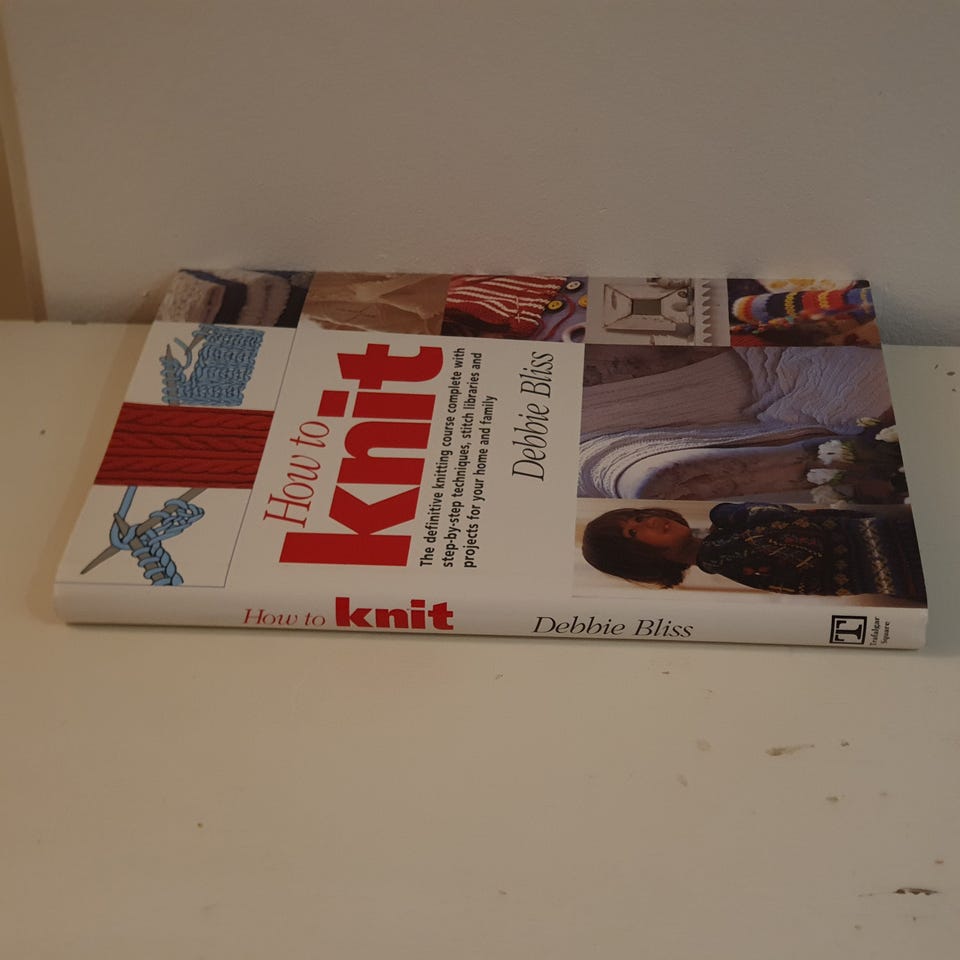 How to
knit
The definitive knitting course complete with
step-by-step techniques, stitch libraries and
projects for your home and family
Debbie Bliss
How to knit
Debbie Bliss
T
Trafalgar
Square